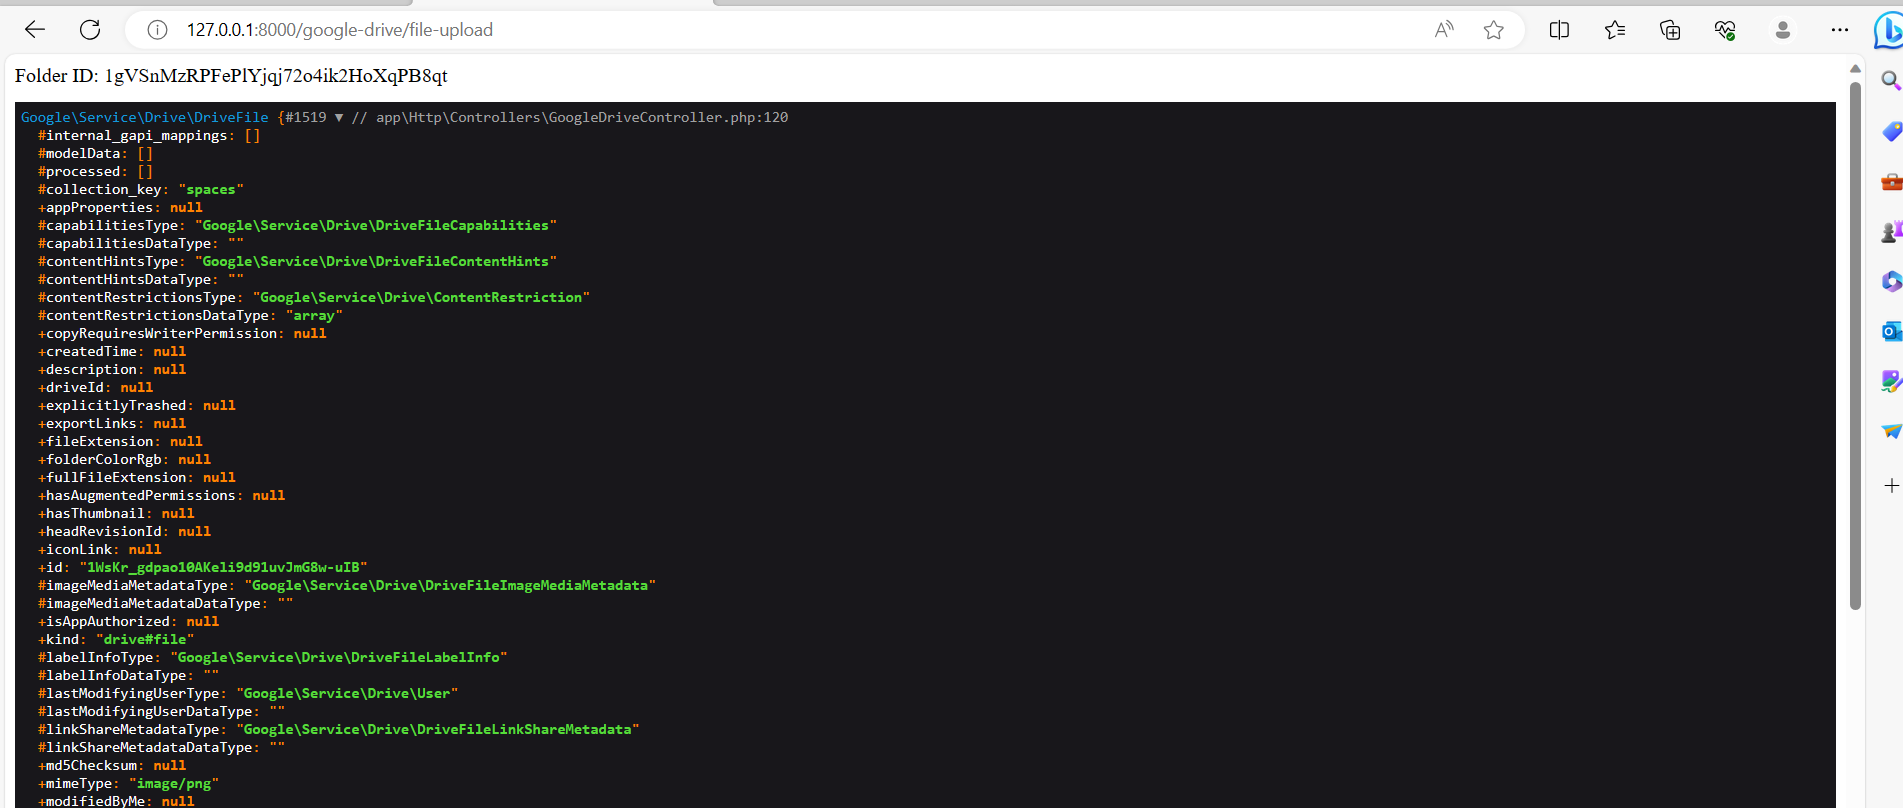 127.0.0.1:8000/google-drive/file-upload
Folder ID: 1gVSnMzRPFePlYjqj72o4ik2HoXqPB8qt
Google\Service\Drive\DriveFile {#1519 ▼ // app\Http\Controllers\GoogleDriveController.php:120
#internal_gapi_mappings: []
#modelData: []
#processed: []
#collection_key: "spaces"
+appProperties: null
#capabilitiesType: "Google\Service\Drive\DriveFileCapabilities"
#capabilitiesDataType: ""
#contentHintsType: "Google\Service\Drive\DriveFileContentHints"
#contentHintsDataType: ""
#contentRestrictionsType: "Google\Service\Drive\ContentRestriction"
#contentRestrictionsDataType: "array"
+copyRequiresWriterPermission: null
+createdTime: null
+description: null
+driveId: null
+explicitlyTrashed: null
+exportLinks: null
+fileExtension: null
+folderColorRgb: null
+fullFileExtension: null
+hasAugmentedPermissions: null
+hasThumbnail: null
+headRevisionId: null
+iconLink: null
+id: "1WsKr_gdpao10AKeli9d91uvJmG8w-uIB"
#imageMediaMetadataType: "Google\Service\Drive\DriveFileImageMediaMetadata"
#imageMediaMetadataDataType: ""
+isAppAuthorized: null
+kind: "drive#file"
#labelInfoType: "Google\Service\Drive\DriveFileLabelInfo"
#labelInfoDataType: ""
#lastModifyingUserType: "Google\Service\Drive\User"
#lastModifyingUserDataType: ""
#linkShareMetadataType: "Google\Service\Drive\DriveFileLinkShareMetadata"
#linkShareMetadataDataType: ""
+md5Checksum: null
+mimeType: "image/png"
+modifiedByMe: null